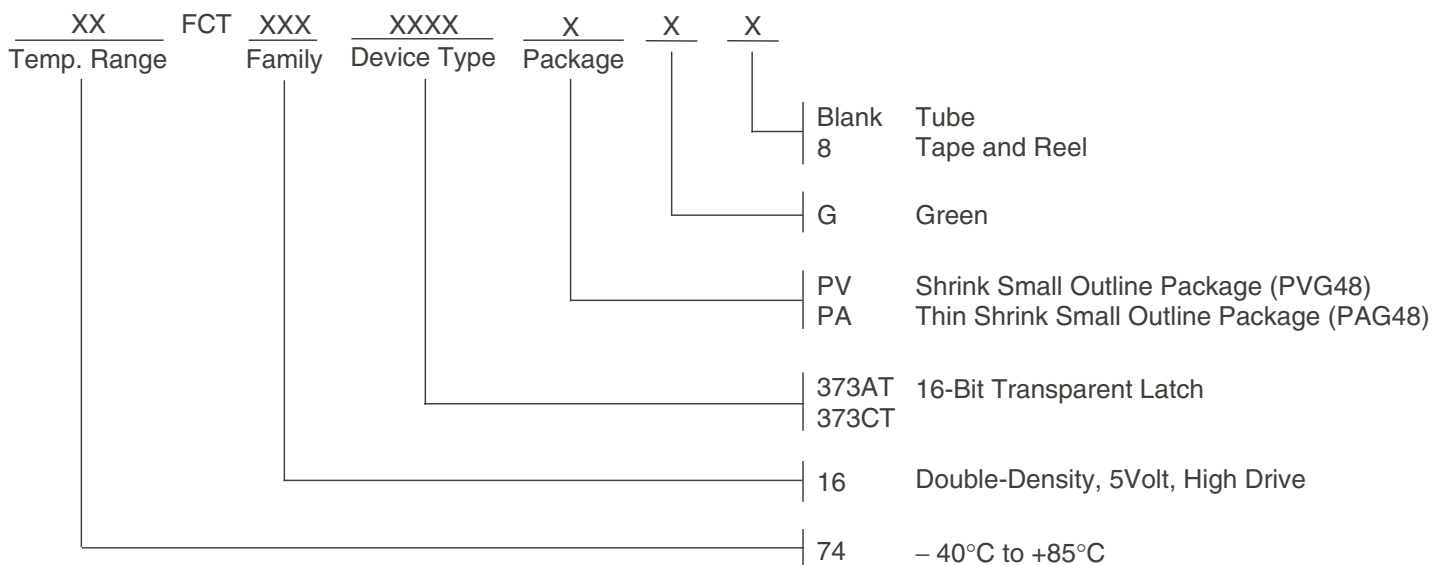 XX FCT XXX XXXX X X X
Temp. Range Family Device Type Package
Blank Tube
8 Tape and Reel
G Green
PV Shrink Small Outline Package (PVG48)
PA Thin Shrink Small Outline Package (PAG48)
373AT 16-Bit Transparent Latch
373CT
16 Double-Density, 5Volt, High Drive
74 – 40°C to +85°C